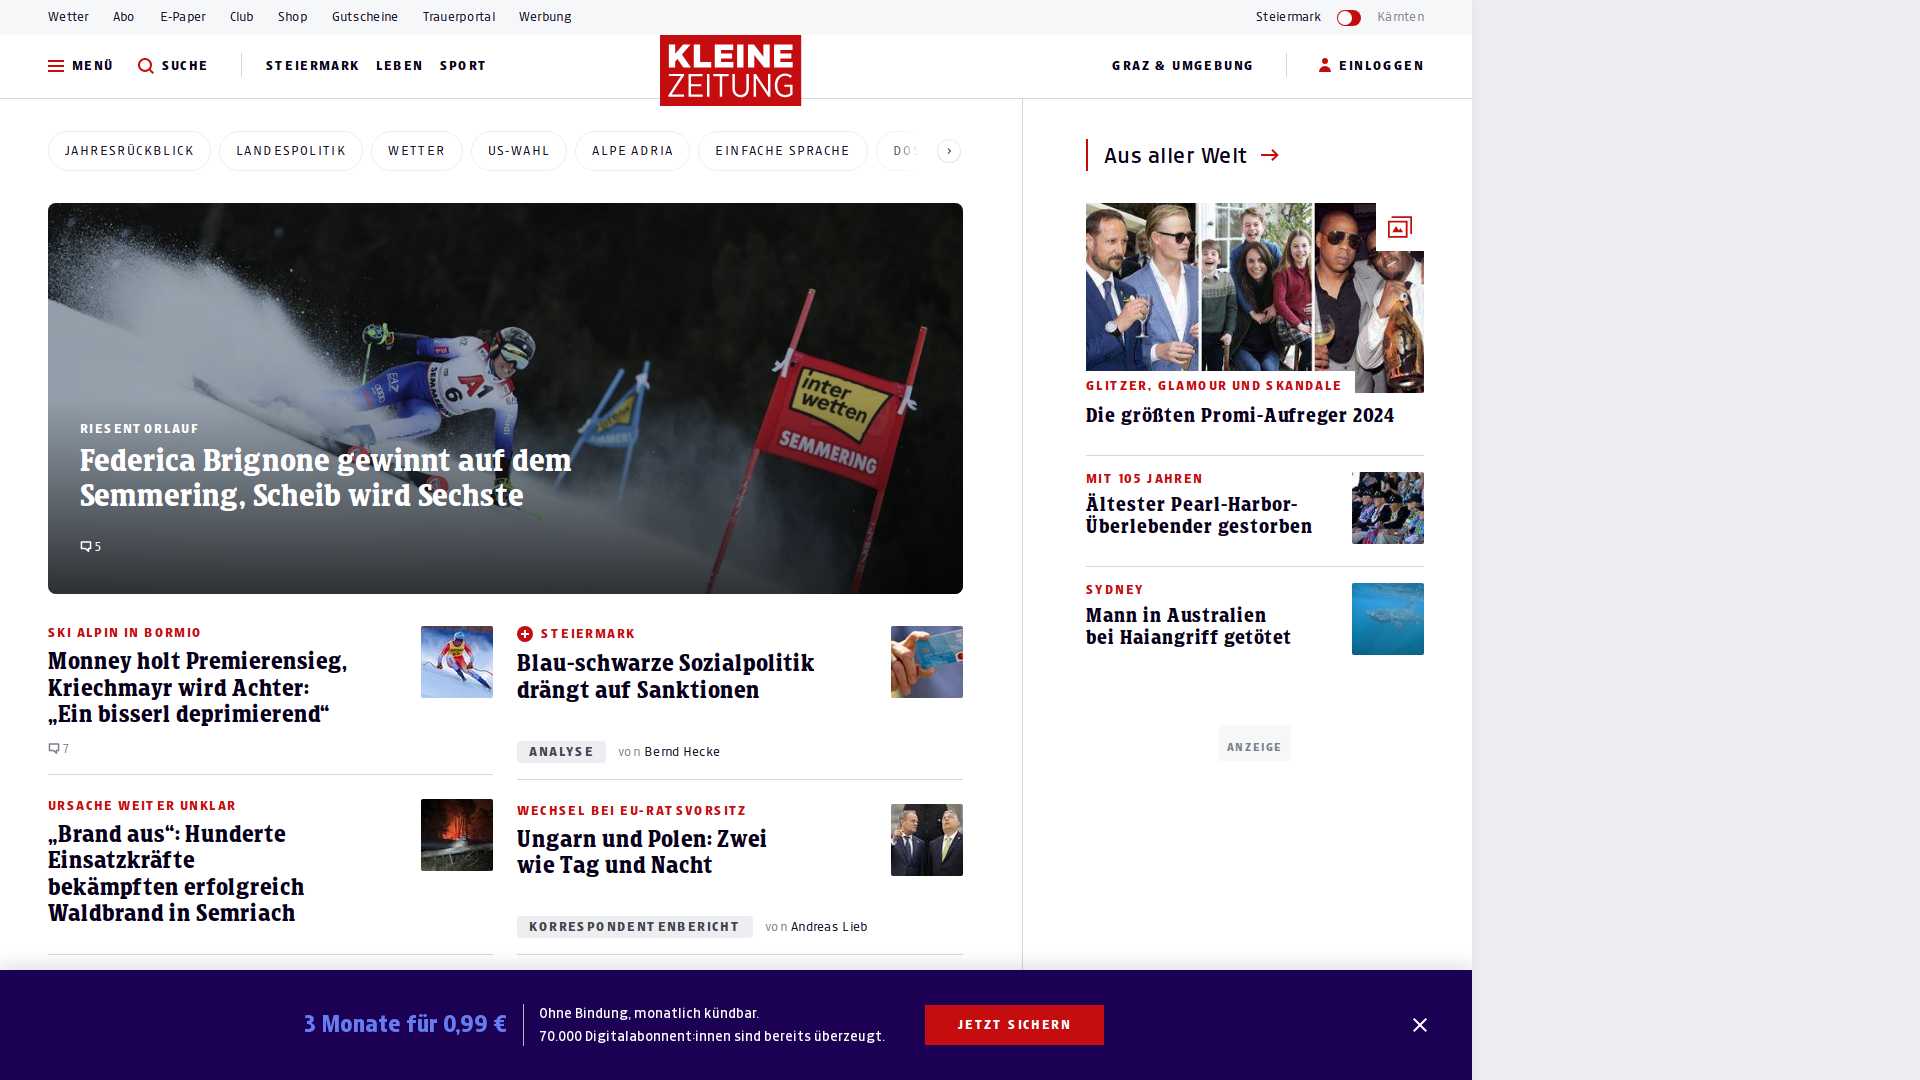 Wetter Abo E-Paper Club Shop Gutscheine Trauerportal Werbung Steiermark Kärnten
MENÜ SUCHE STEIERMARK LEBEN SPORT KLEINE ZEITUNG GRAZ & UMGEBUNG EINLOGGEN
JAHRESRÜCKBLICK LANDESPOLITIK WETTER US-WAHL ALPE ADRIA EINFACHE SPRACHE
RIESENTORLAUF
Federica Brignone gewinnt auf dem
Semmering, Scheib wird Sechste
5
inter
wetten
SEMMERING
A1
6
SKI ALPIN IN BORMIO
Monney holt Premierensieg,
Kriechmayr wird Achter:
„Ein bisserl deprimierend“
7
STEIERMARK
Blau-schwarze Sozialpolitik
drängt auf Sanktionen
ANALYSE von Bernd Hecke
URSACHE WEITER UNKLAR
„Brand aus“: Hunderte
Einsatzkräfte
bekämpften erfolgreich
Waldbrand in Semriach
WECHSEL BEI EU-RATSVORSITZ
Ungarn und Polen: Zwei
wie Tag und Nacht
KORRESPONDENTENBERICHT von Andreas Lieb
Aus aller Welt
GLITZER, GLAMOUR UND SKANDALE
Die größten Promi-Aufreger 2024
MIT 105 JAHREN
Ältester Pearl-Harbor-
Überlebender gestorben
SYDNEY
Mann in Australien
bei Haiangriff getötet
ANZEIGE
3 Monate für 0,99 €
Ohne Bindung, monatlich kündbar.
70.000 Digitalabonnent:innen sind bereits überzeugt.
JETZT SICHERN